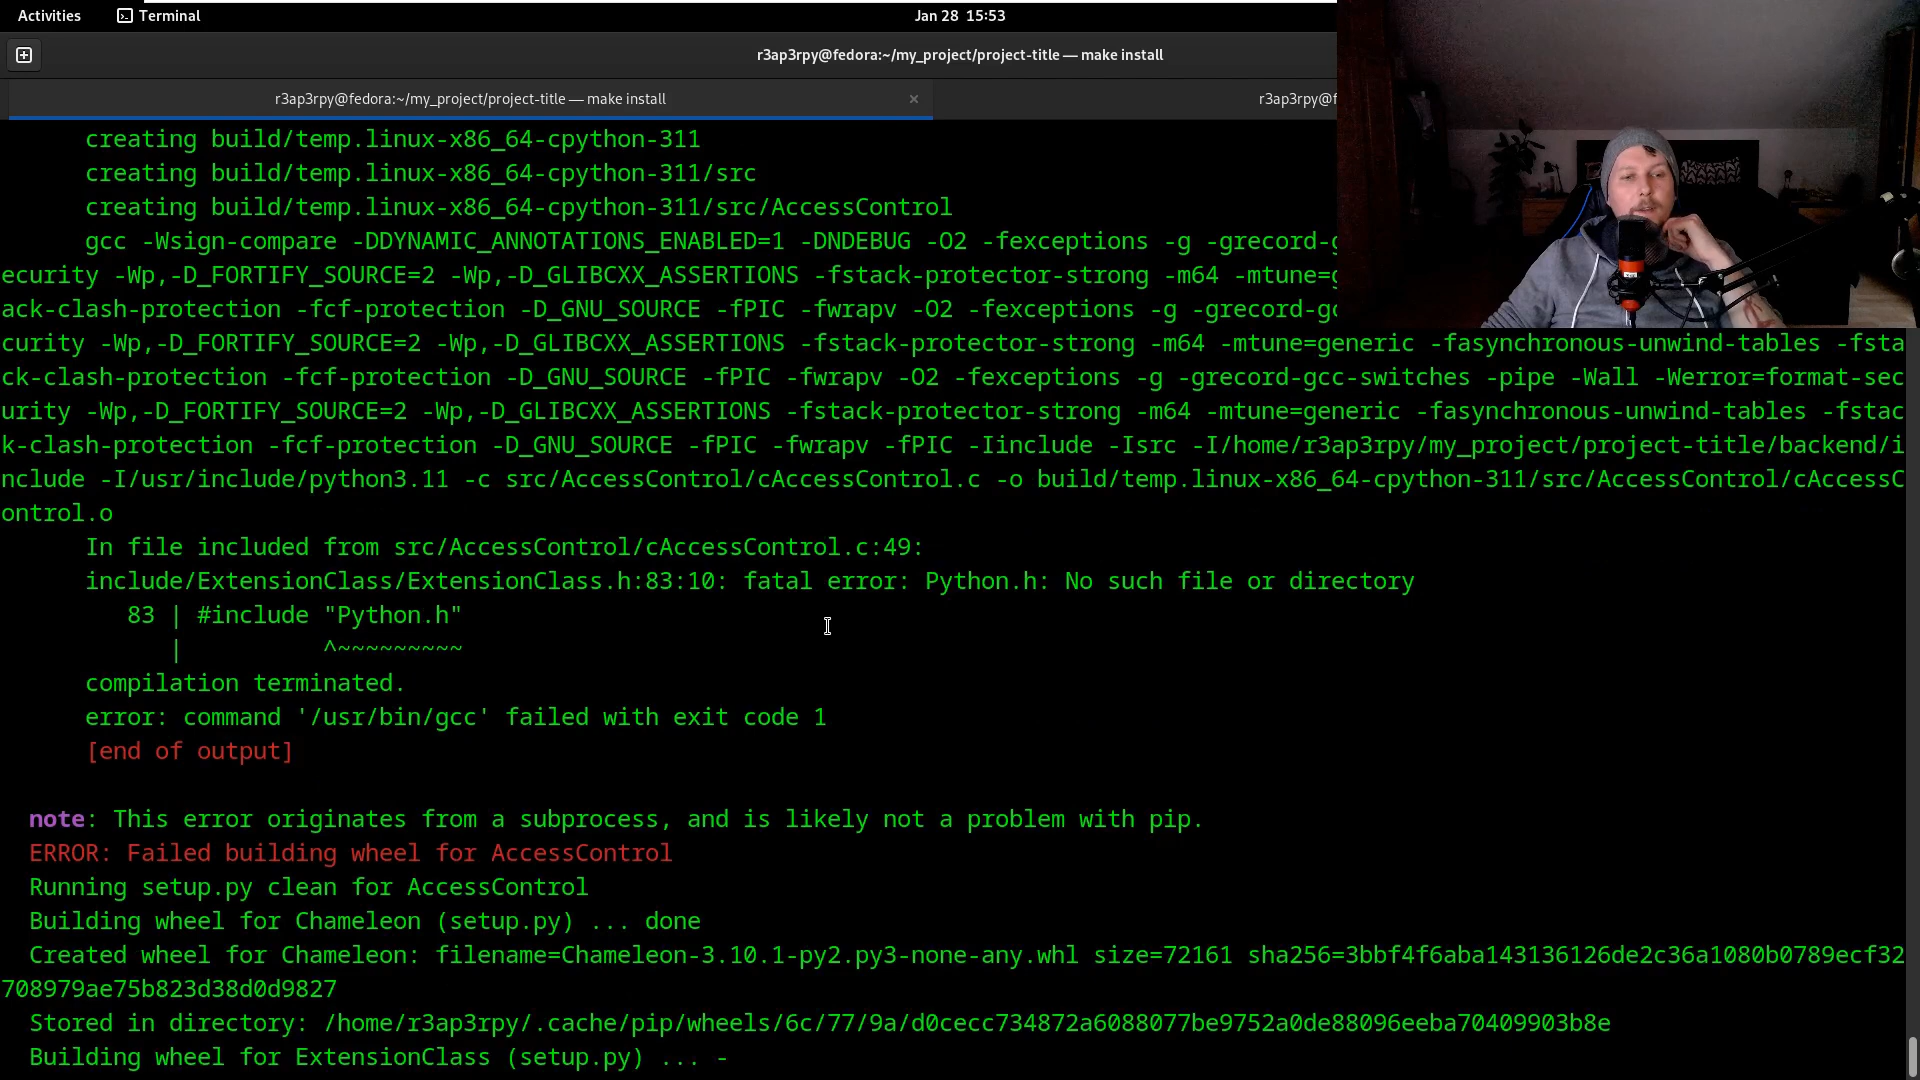 Activities
Terminal
Jan 28 15:53
r3ap3rpy@fedora:~/my_project/project-title — make install
r3ap3rpy@fedora:~/my_project/project-title — make install ×
r3ap3rpy@f
creating build/temp.linux-x86_64-cpython-311
creating build/temp.linux-x86_64-cpython-311/src
creating build/temp.linux-x86_64-cpython-311/src/AccessControl
gcc -Wsign-compare -DDYNAMIC_ANNOTATIONS_ENABLED=1 -DNDEBUG -O2 -fexceptions -g -grecord-g
ecurity -Wp,-D_FORTIFY_SOURCE=2 -Wp,-D_GLIBCXX_ASSERTIONS -fstack-protector-strong -m64 -mtune=g
ack-clash-protection -fcf-protection -D_GNU_SOURCE -fPIC -fwrapv -O2 -fexceptions -g -grecord-gc
curity -Wp,-D_FORTIFY_SOURCE=2 -Wp,-D_GLIBCXX_ASSERTIONS -fstack-protector-strong -m64 -mtune=generic -fasynchronous-unwind-tables -fsta
ck-clash-protection -fcf-protection -D_GNU_SOURCE -fPIC -fwrapv -O2 -fexceptions -g -grecord-gcc-switches -pipe -Wall -Werror=format-sec
urity -Wp,-D_FORTIFY_SOURCE=2 -Wp,-D_GLIBCXX_ASSERTIONS -fstack-protector-strong -m64 -mtune=generic -fasynchronous-unwind-tables -fstac
k-clash-protection -fcf-protection -D_GNU_SOURCE -fPIC -fwrapv -fPIC -Iinclude -Isrc -I/home/r3ap3rpy/my_project/project-title/backend/i
nclude -I/usr/include/python3.11 -c src/AccessControl/cAccessControl.c -o build/temp.linux-x86_64-cpython-311/src/AccessControl/cAccessC
ontrol.o
In file included from src/AccessControl/cAccessControl.c:49:
include/ExtensionClass/ExtensionClass.h:83:10: fatal error: Python.h: No such file or directory
83 | #include "Python.h"
| ^~~~~~~~~~
compilation terminated.
error: command '/usr/bin/gcc' failed with exit code 1
[end of output]
note: This error originates from a subprocess, and is likely not a problem with pip.
ERROR: Failed building wheel for AccessControl
Running setup.py clean for AccessControl
Building wheel for Chameleon (setup.py) ... done
Created wheel for Chameleon: filename=Chameleon-3.10.1-py2.py3-none-any.whl size=72161 sha256=3bbf4f6aba143136126de2c36a1080b0789ecf32
708979ae75b823d38d0d9827
Stored in directory: /home/r3ap3rpy/.cache/pip/wheels/6c/77/9a/d0cecc734872a6088077be9752a0de88096eeba70409903b8e
Building wheel for ExtensionClass (setup.py) ... -